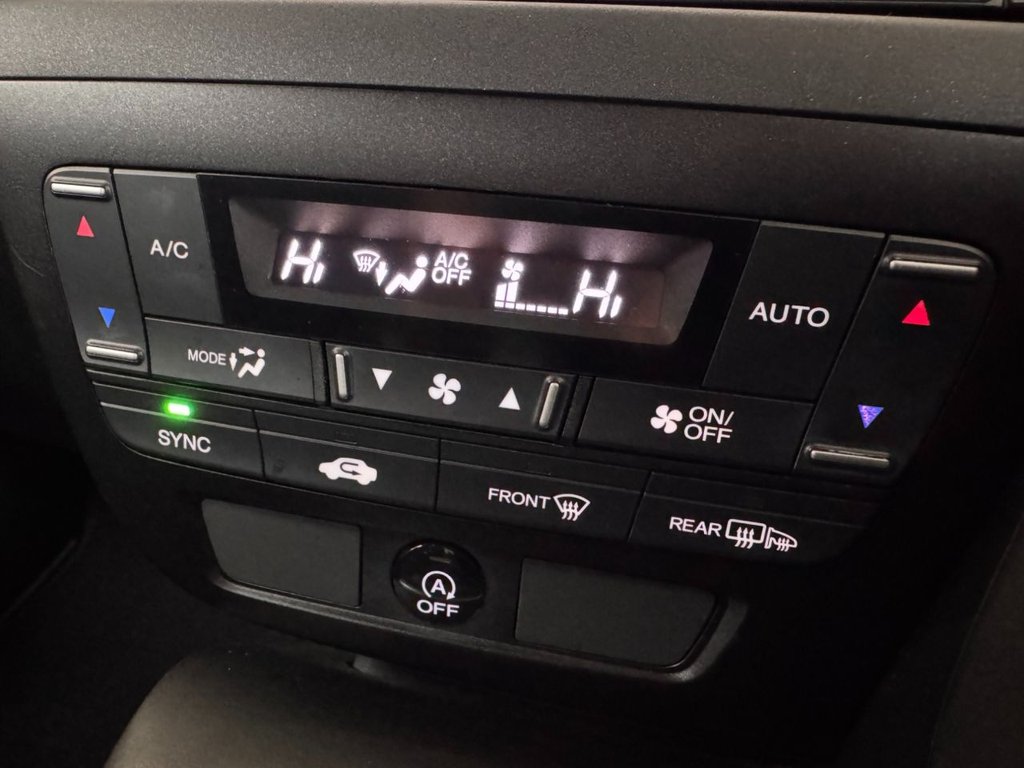 A/C
Hi
A/C
OFF
Hi
AUTO
MODE
ON/
OFF
SYNC
FRONT
REAR
A
OFF